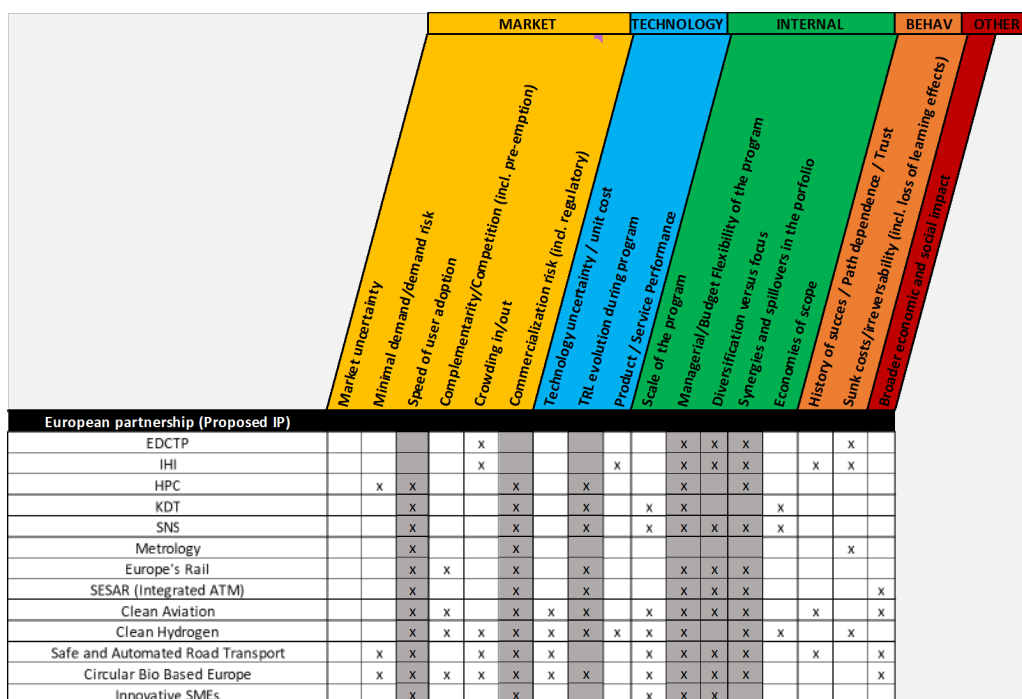 MARKET TECHNOLOGY INTERNAL BEHAV OTHER
Market uncertainty
Minimal demand/demand risk
Speed of user adoption
Complementarity/Competition (incl. pre-emption)
Crowding in/out
Commercialization risk (incl. regulatory)
Technology uncertainty / unit cost
TRL evolution during program
Product / Service Performance
Scale of the program
Managerial/Budget Flexibility of the program
Diversification versus focus
Synergies and spillovers in the porfolio
Economies of scope
History of succes / Path dependence / Trust
Sunk costs/irreversability (incl. loss of learning effects)
Broader economic and social impact
European partnership (Proposed IP)
EDCTP x x x x x
IHI x x x x x x x
HPC x x x x x x
KDT x x x x x x
SNS x x x x x x x x
Metrology x x x
Europe's Rail x x x x x x x
SESAR (Integrated ATM) x x x x x x x
Clean Aviation x x x x x x x x x x x
Clean Hydrogen x x x x x x x x x x x x
Safe and Automated Road Transport x x x x x x x x x x x
Circular Bio Based Europe x x x x x x x x x x x x
Innovative SMEs x x x x x